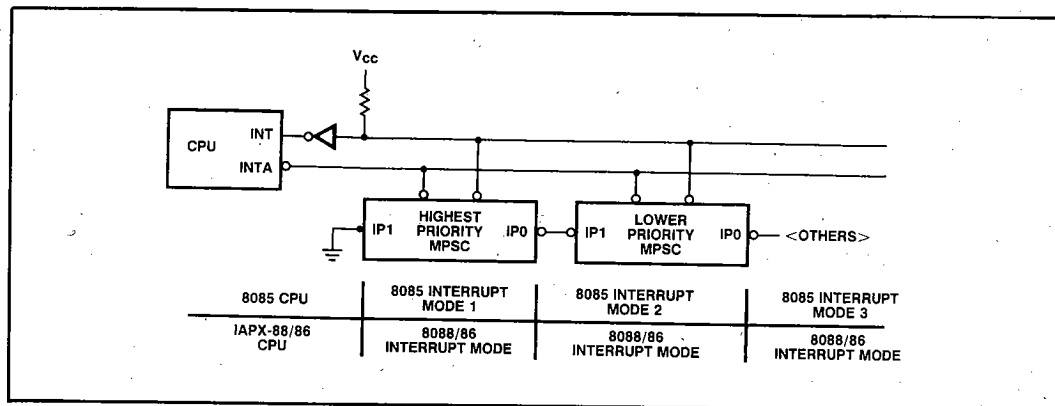 Vcc
INT
CPU
INTA
IP1
HIGHEST
PRIORITY
MPSC
IP0
IP1
LOWER
PRIORITY
MPSC
IP0
<OTHERS>
8085 CPU
8085 INTERRUPT
MODE 1
8085 INTERRUPT
MODE 2
8085 INTERRUPT
MODE 3
IAPX-88/86
CPU
8088/86
INTERRUPT MODE
8088/86
INTERRUPT MODE
8088/86
INTERRUPT MODE